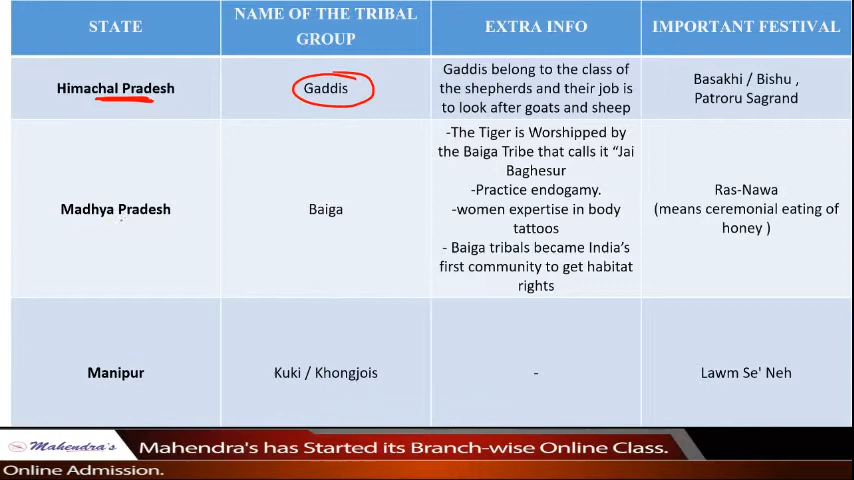 STATE
NAME OF THE TRIBAL
GROUP
EXTRA INFO
IMPORTANT FESTIVAL
Himachal Pradesh
Gaddis
Gaddis belong to the class of
the shepherds and their job is
to look after goats and sheep
Basakhi / Bishu ,
Patroru Sagrand
Madhya Pradesh
Baiga
-The Tiger is Worshipped by
the Baiga Tribe that calls it “Jai
Baghesur
-Practice endogamy.
-women expertise in body
tattoos
- Baiga tribals became India’s
first community to get habitat
rights
Ras-Nawa
(means ceremonial eating of
honey )
Manipur
Kuki / Khongjois
-
Lawm Se' Neh
Mahendra's
Mahendra's has Started its Branch-wise Online Class.
Online Admission.